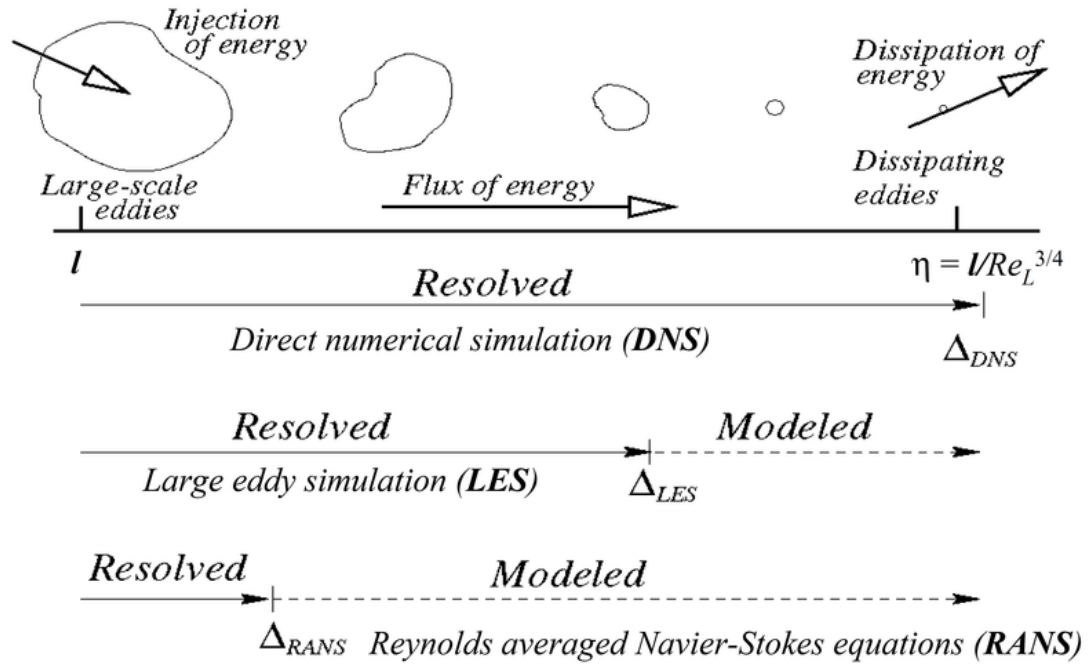 Injection
of energy
Dissipation of
energy
Large-scale
eddies
Flux of energy
Dissipating
eddies
l
η = l/Re_L^3/4
Resolved
Direct numerical simulation (DNS)
Δ_DNS
Resolved
Modeled
Large eddy simulation (LES)
Δ_LES
Resolved
Modeled
Δ_RANS
Reynolds averaged Navier-Stokes equations (RANS)